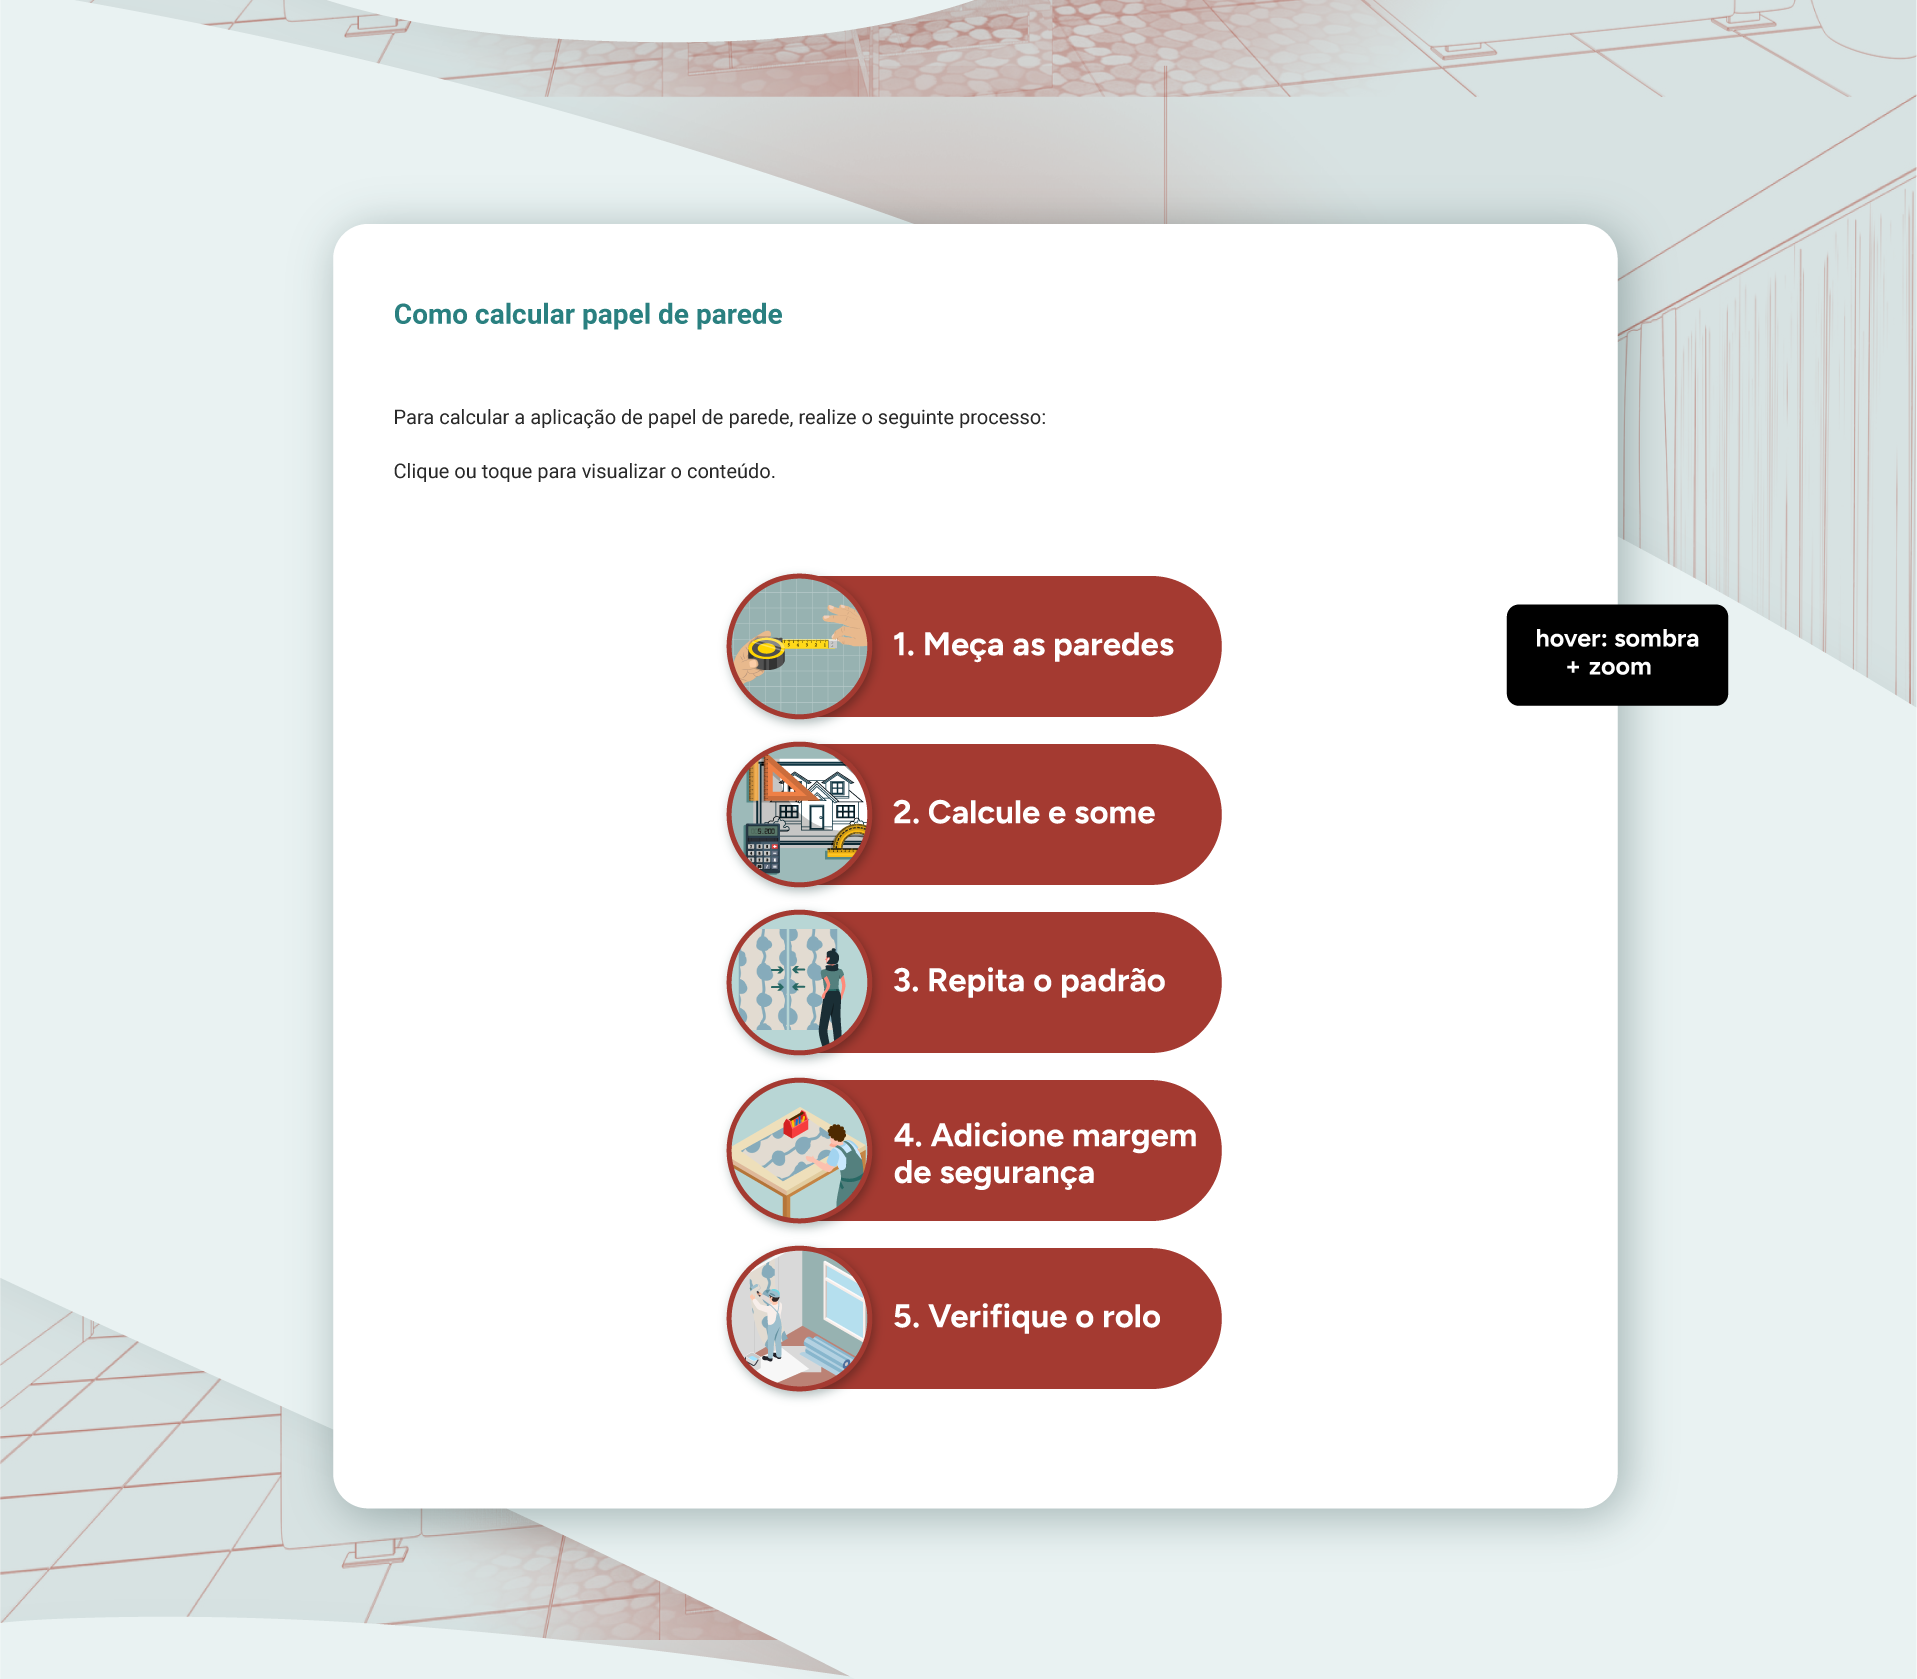 Como calcular papel de parede
Para calcular a aplicação de papel de parede, realize o seguinte processo:
Clique ou toque para visualizar o conteúdo.
1. Meça as paredes
hover: sombra
+ zoom
2. Calcule e some
3. Repita o padrão
4. Adicione margem
de segurança
5. Verifique o rolo